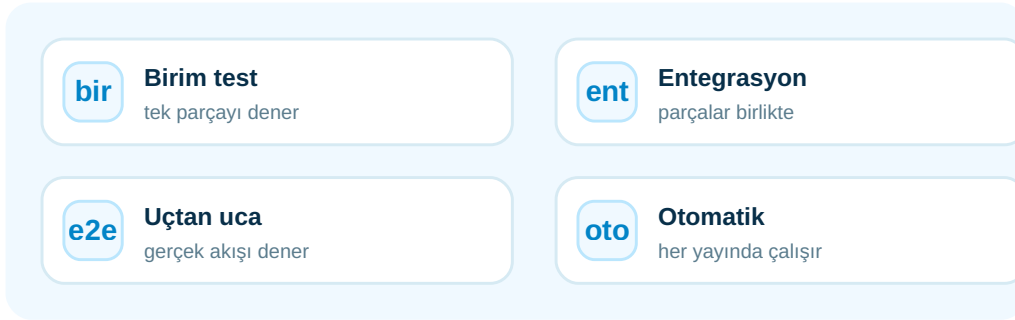 bir
Birim test
tek parçayı dener
ent
Entegrasyon
parçalar birlikte
e2e
Uçtan uca
gerçek akışı dener
oto
Otomatik
her yayında çalışır